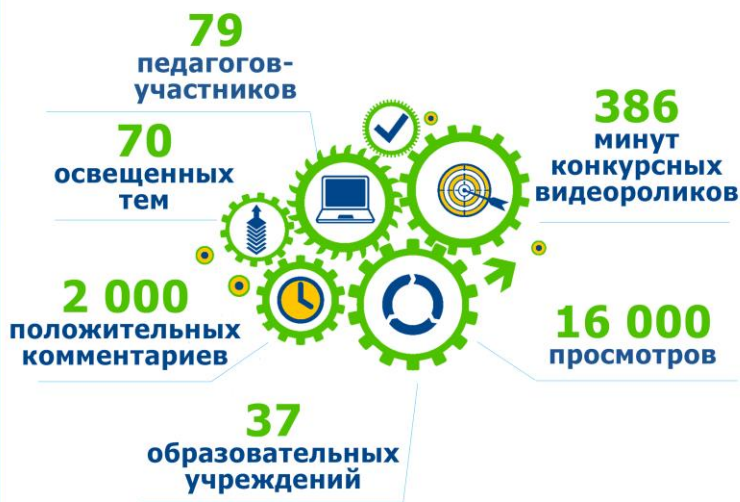 79
педагогов-
участников
70
освещенных
тем
2 000
положительных
комментариев
37
образовательных
учреждений
386
минут
конкурсных
видеороликов
16 000
просмотров